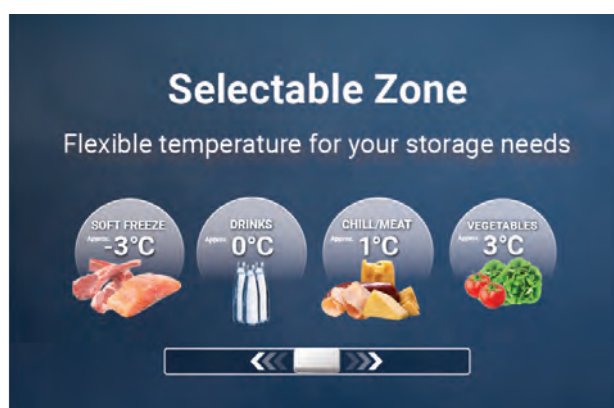 Selectable Zone
Flexible temperature for your storage needs
SOFT FREEZE
Approx. -3°C
DRINKS
Approx. 0°C
CHILL/MEAT
Approx. 1°C
VEGETABLES
Approx. 3°C